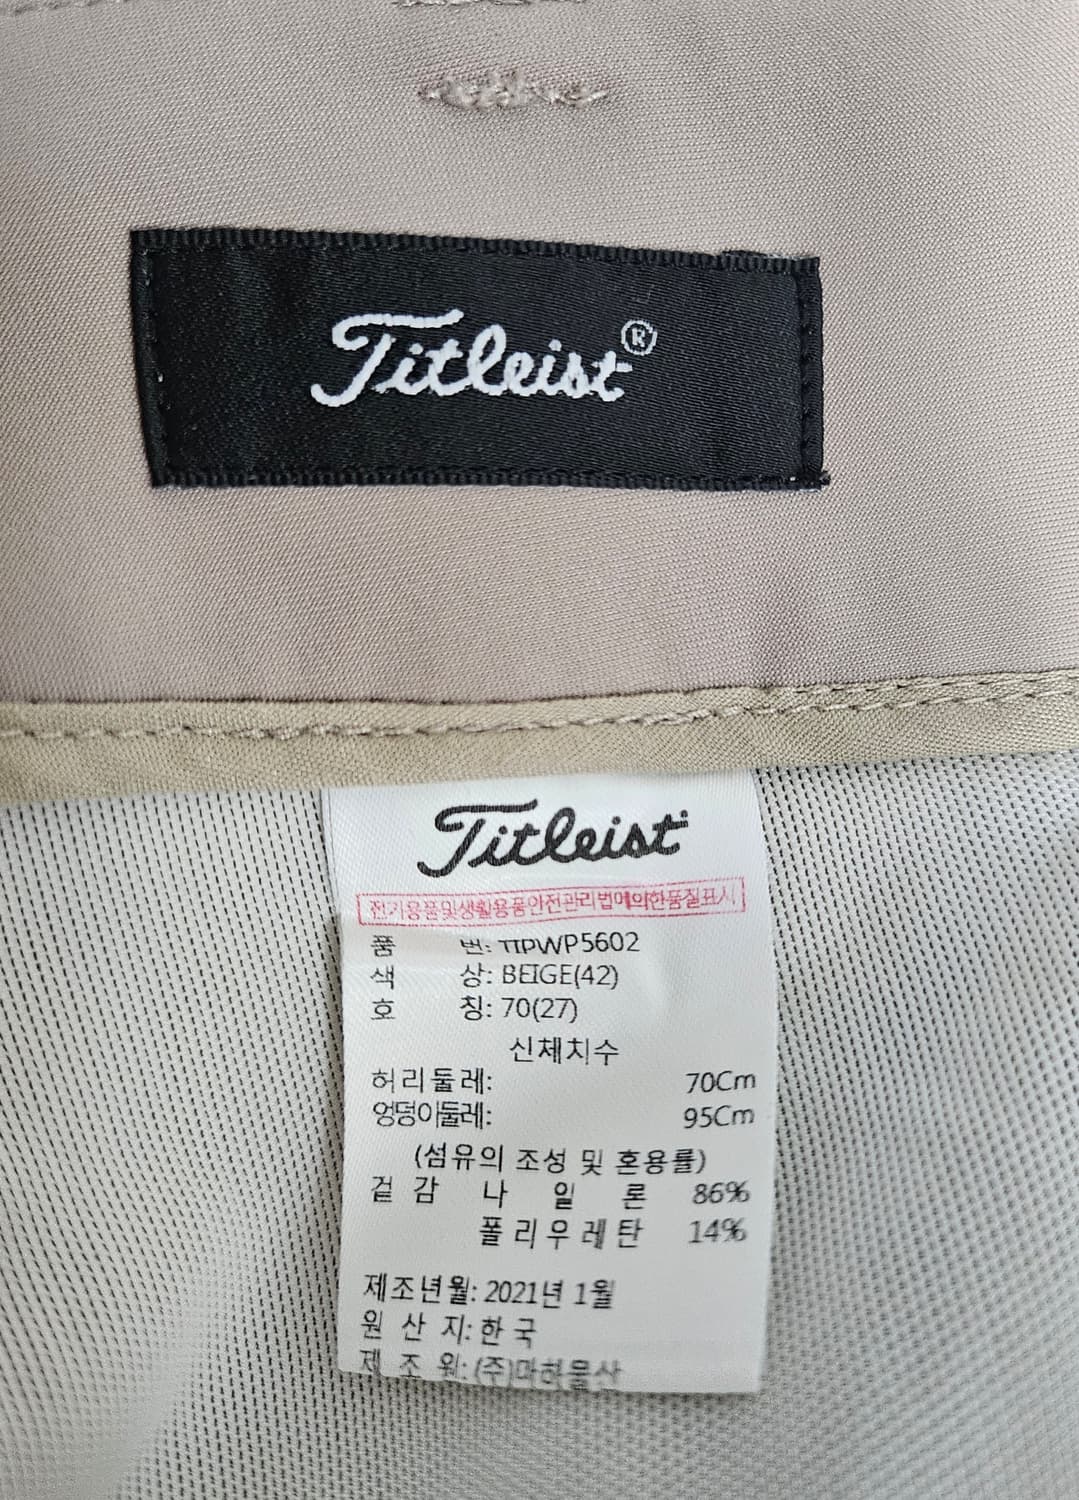 Titleist®
Titleist
전기용품및생활용품안전관리법에의한품질표시
품 번: TTPWP5602
색 상: BEIGE(42)
호 칭: 70(27)
신체치수
허리둘레: 70Cm
엉덩이둘레: 95Cm
(섬유의 조성 및 혼용률)
겉감 나일론 86%
폴리우레탄 14%
제조년월: 2021년 1월
원산지: 한국
제조원: (주)